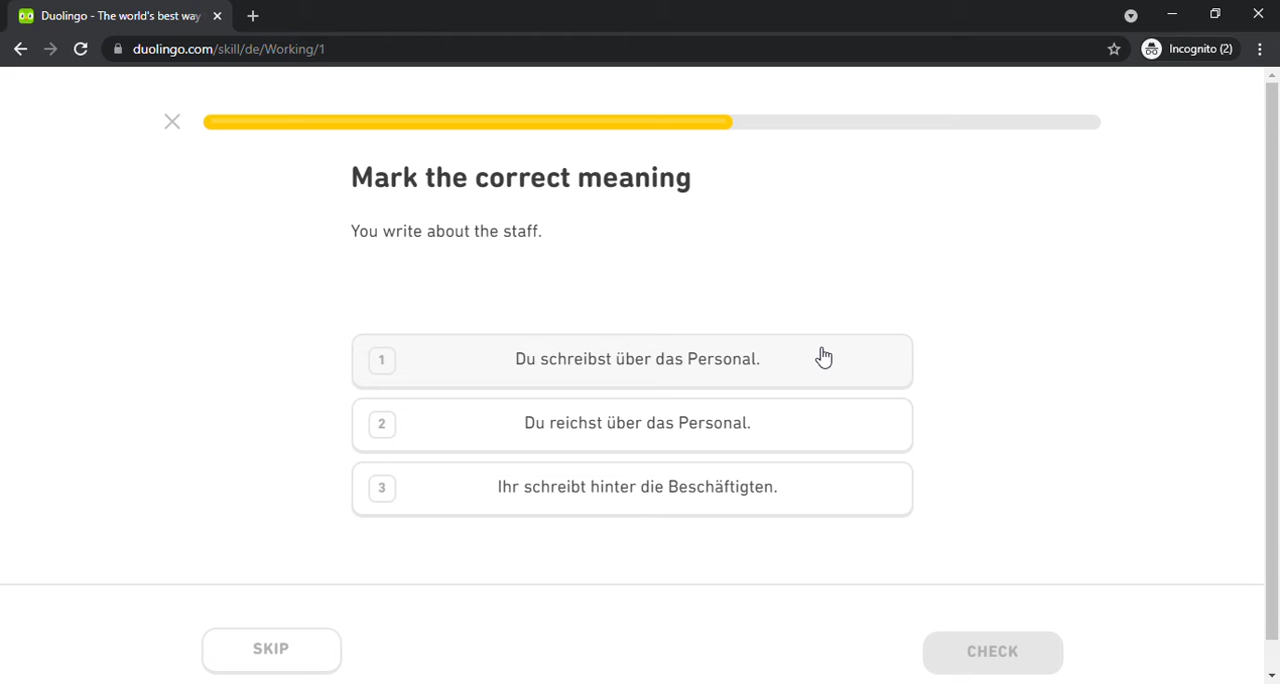 Duolingo - The world's best way
duolingo.com/skill/de/Working/1
Incognito (2)
Mark the correct meaning
You write about the staff.
1 Du schreibst über das Personal.
2 Du reichst über das Personal.
3 Ihr schreibt hinter die Beschäftigten.
SKIP
CHECK